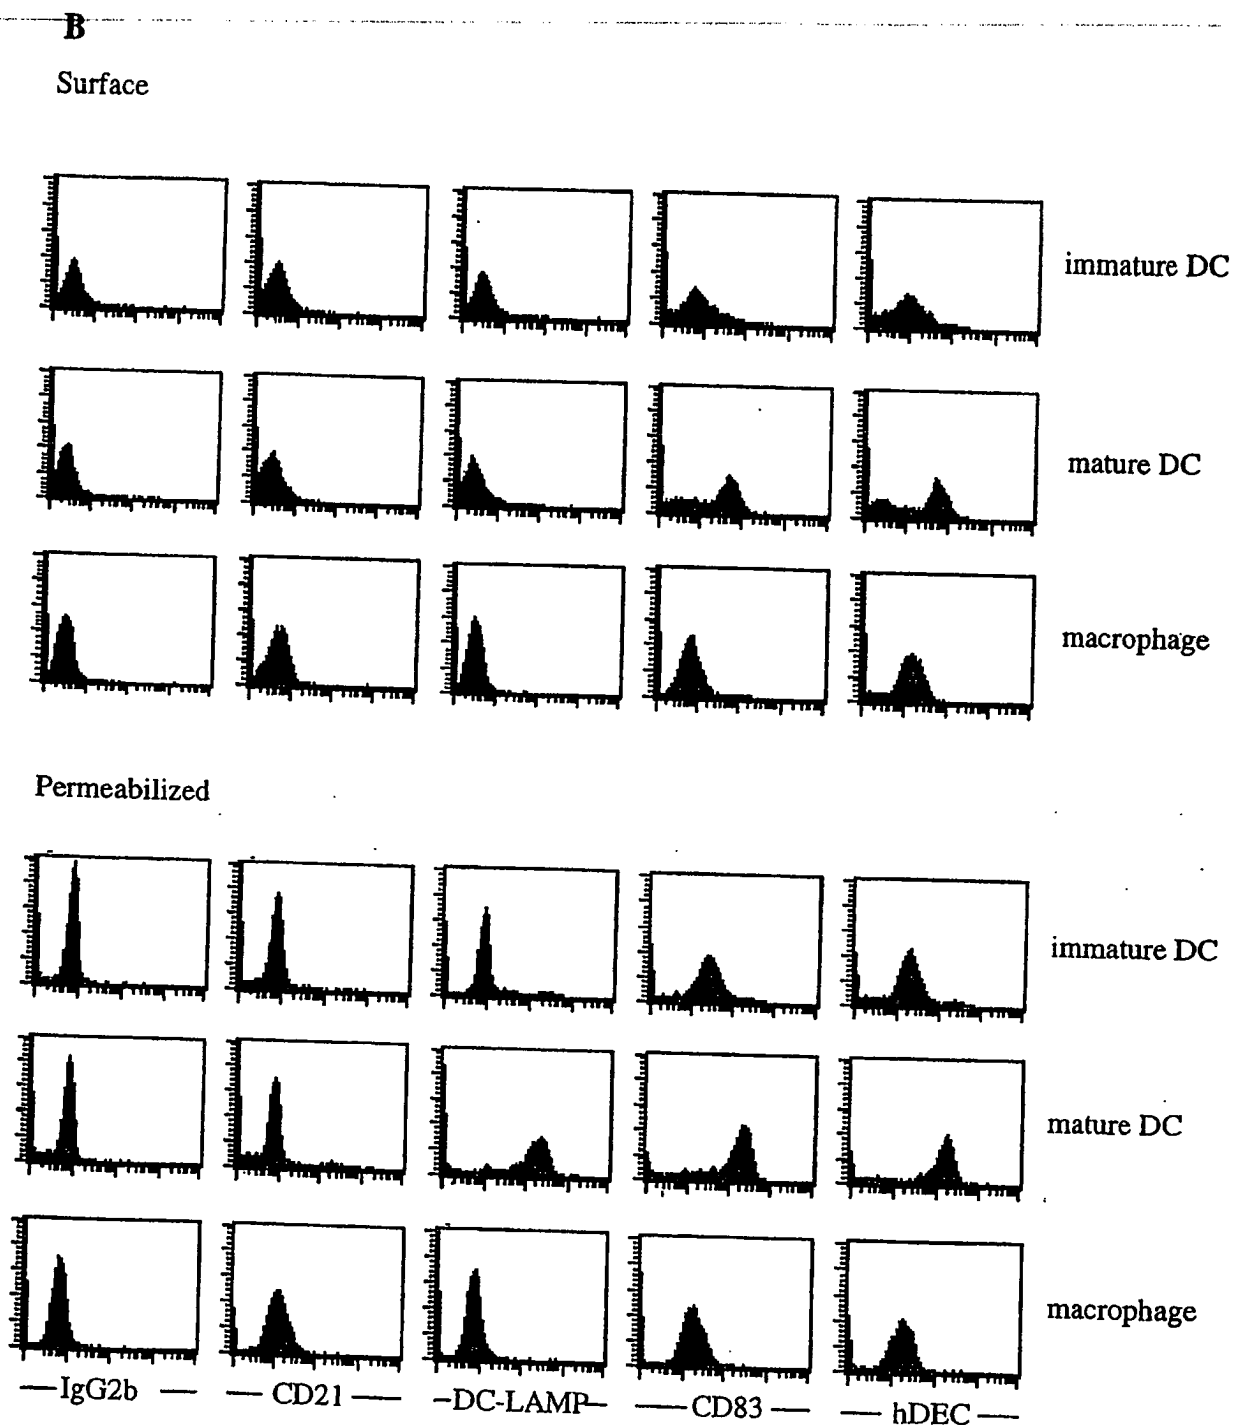 B
Surface
immature DC
mature DC
macrophage
Permeabilized
immature DC
mature DC
macrophage
IgG2b
CD21
DC-LAMP
CD83
hDEC